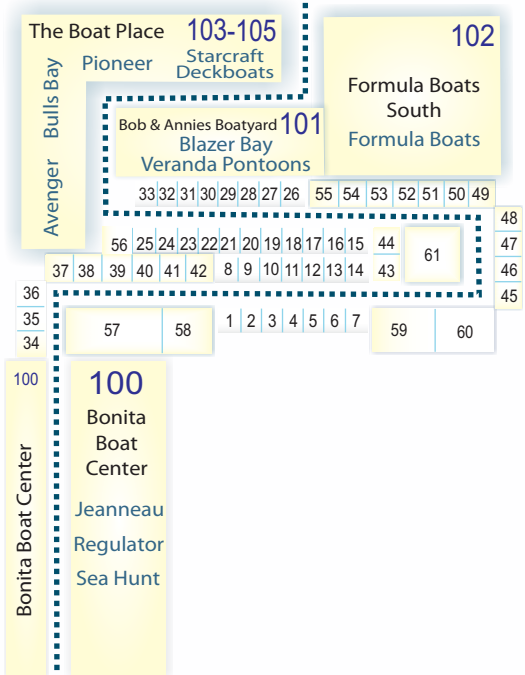 The Boat Place 103-105
Pioneer
Starcraft
Deckboats
Bulls Bay
Avenger
102
Formula Boats
South
Formula Boats
Bob & Annies Boatyard 101
Blazer Bay
Veranda Pontoons
33 32 31 30 29 28 27 26 55 54 53 52 51 50 49
48
56 25 24 23 22 21 20 19 18 17 16 15 44 47
61
37 38 39 40 41 42 8 9 10 11 12 13 14 43 46
36 45
35
34
57 58 1 2 3 4 5 6 7 59 60
100
Bonita Boat Center
100
Bonita
Boat
Center
Jeanneau
Regulator
Sea Hunt